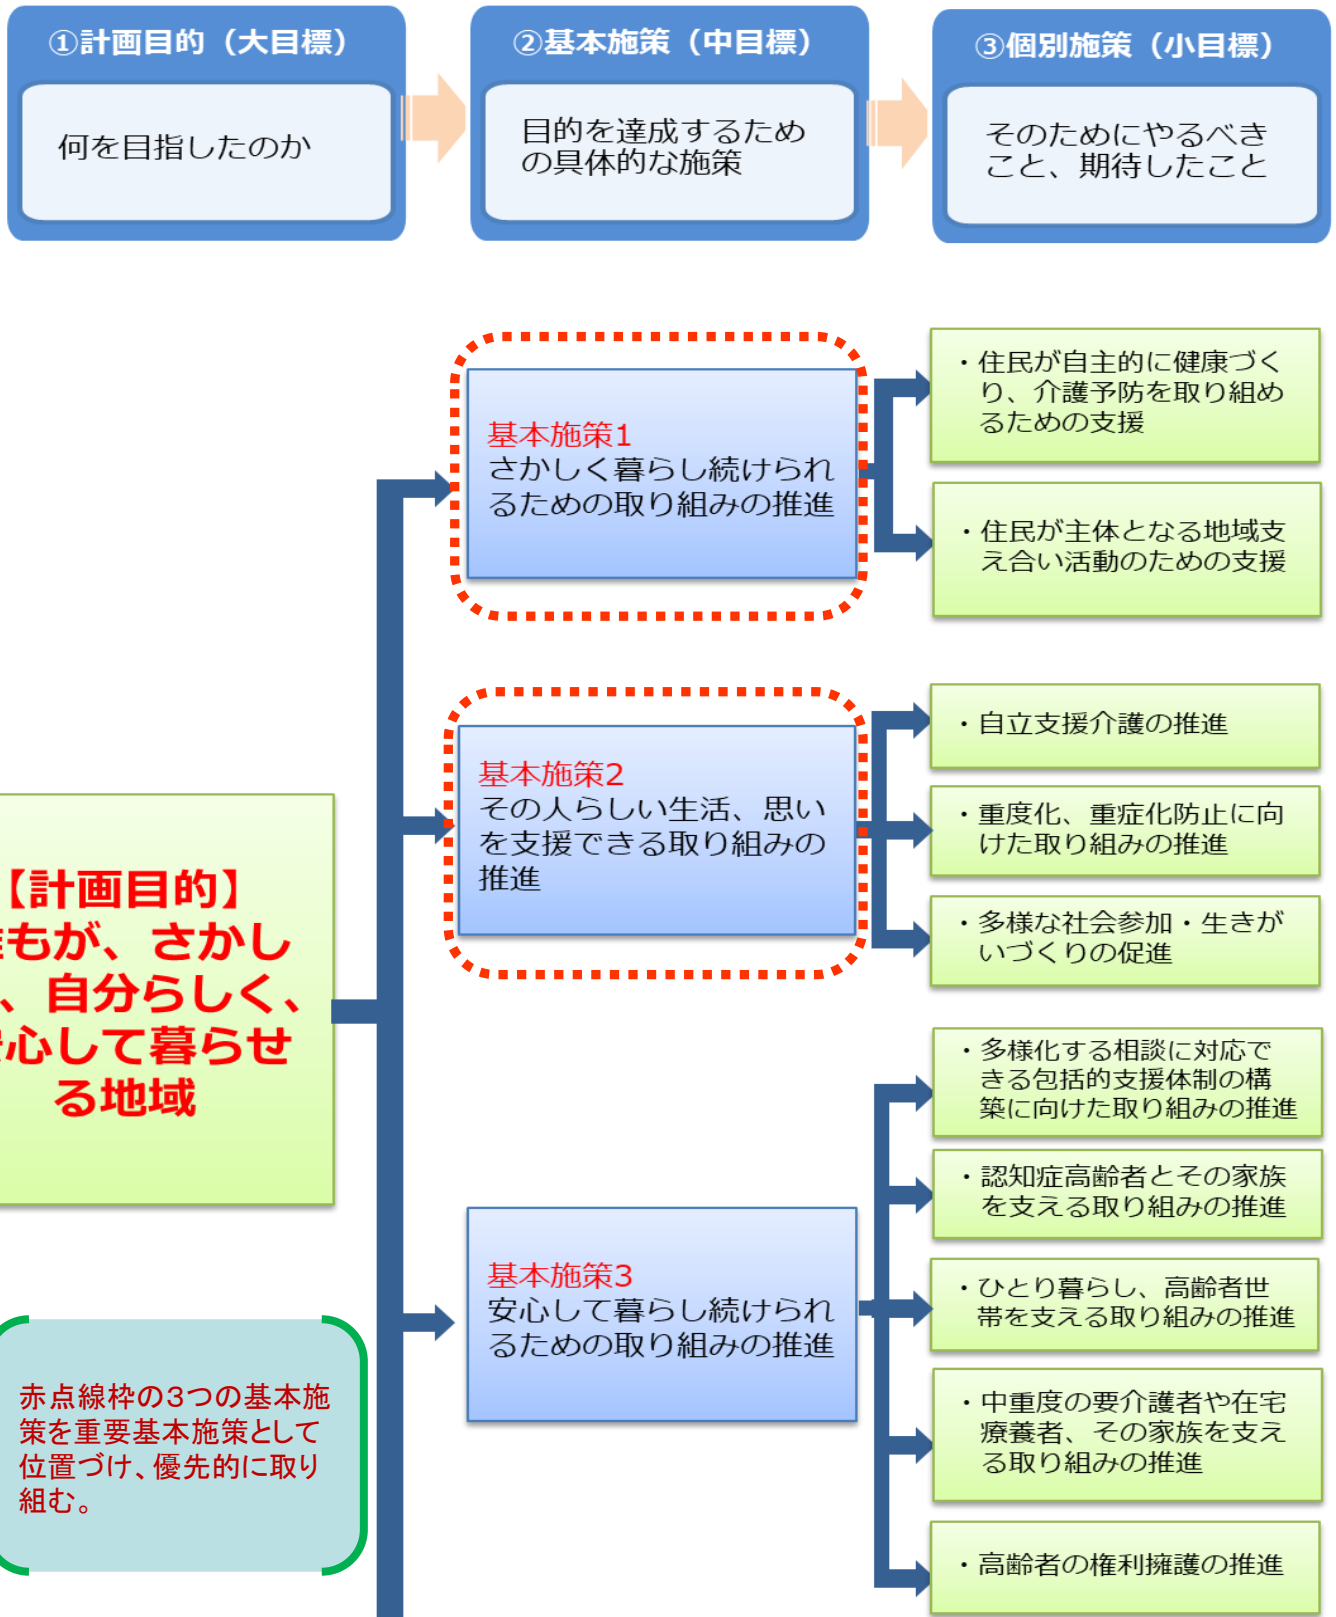 ①計画目的（大目標）
何を目指したのか
②基本施策（中目標）
目的を達成するため
の具体的な施策
③個別施策（小目標）
そのためにやるべき
こと、期待したこと
【計画目的】
もが、さかし
、自分らしく、
心して暮らせ
る地域
赤点線枠の3つの基本施
策を重要基本施策として
位置づけ、優先的に取り
組む。
基本施策1
さかしく暮らし続けられ
るための取り組みの推進
・住民が自主的に健康づく
り、介護予防を取り組め
るための支援
・住民が主体となる地域支
え合い活動のための支援
基本施策2
その人らしい生活、思い
を支援できる取り組みの
推進
・自立支援介護の推進
・重度化、重症化防止に向
けた取り組みの推進
・多様な社会参加・生きが
いづくりの促進
基本施策3
安心して暮らし続けられ
るための取り組みの推進
・多様化する相談に対応で
きる包括的支援体制の構
築に向けた取り組みの推進
・認知症高齢者とその家族
を支える取り組みの推進
・ひとり暮らし、高齢者世
帯を支える取り組みの推進
・中重度の要介護者や在宅
療養者、その家族を支え
る取り組みの推進
・高齢者の権利擁護の推進